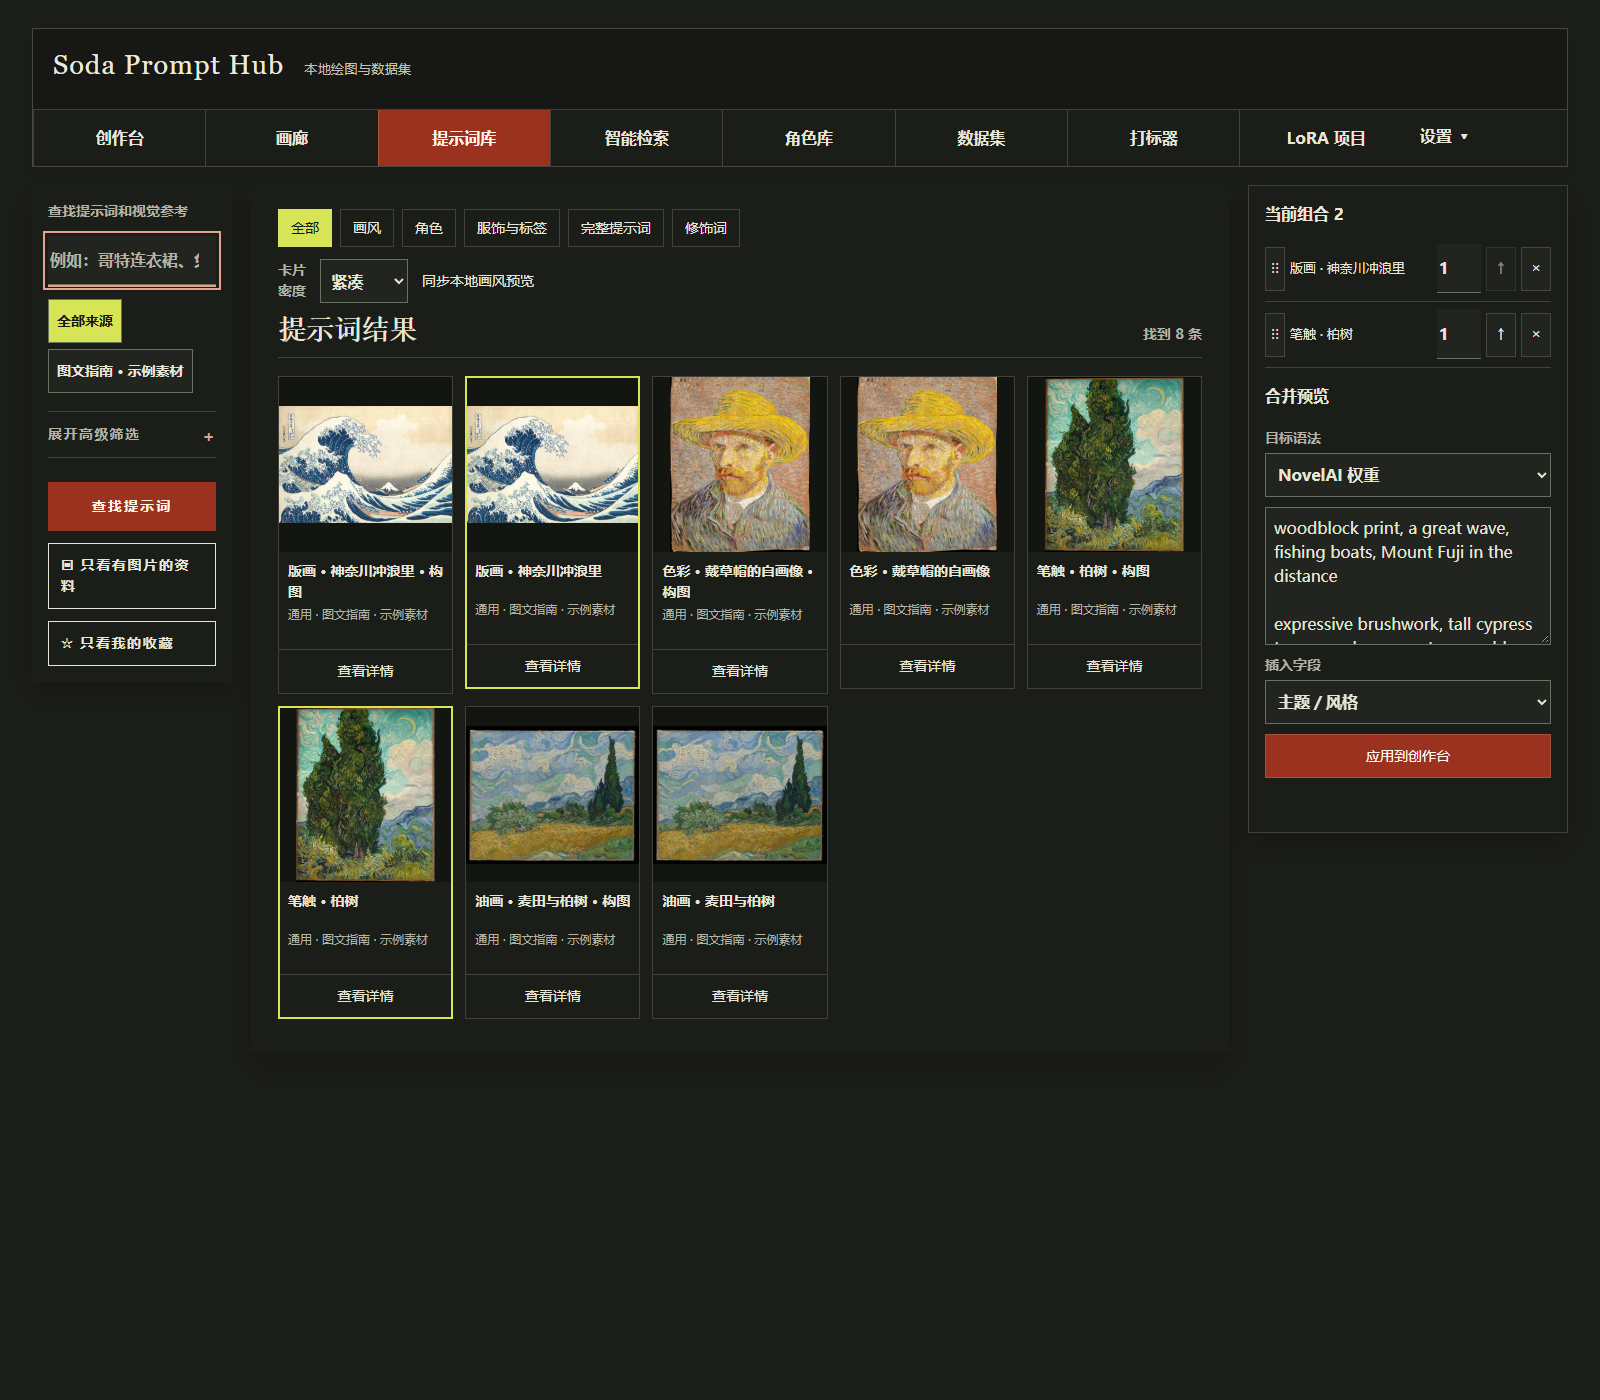 Soda Prompt Hub 本地绘图与数据集
创作台 画廊 提示词库 智能检索 角色库 数据集 打标器 LoRA 项目 设置 ▾
查找提示词和视觉参考
例如：哥特连衣裙、
全部来源
图文指南 • 示例素材
展开高级筛选 +
查找提示词
只看有图片的资
料
☆ 只看我的收藏
全部 画风 角色 服饰与标签 完整提示词 修饰词
卡片
密度
紧凑
同步本地画风预览
提示词结果
找到 8 条
版画 • 神奈川冲浪里 • 构
图
通用 · 图文指南 · 示例素材
查看详情
版画 • 神奈川冲浪里
通用 · 图文指南 · 示例素材
查看详情
色彩 • 戴草帽的自画像 •
构图
通用 · 图文指南 · 示例素材
查看详情
色彩 • 戴草帽的自画像
通用 · 图文指南 · 示例素材
查看详情
笔触 • 柏树 • 构图
通用 · 图文指南 · 示例素材
查看详情
笔触 • 柏树
通用 · 图文指南 · 示例素材
查看详情
油画 • 麦田与柏树 • 构图
通用 · 图文指南 · 示例素材
查看详情
油画 • 麦田与柏树
通用 · 图文指南 · 示例素材
查看详情
当前组合 2
版画 · 神奈川冲浪里 1 ↑ ×
笔触 · 柏树 1 ↑ ×
合并预览
目标语法
NovelAI 权重
woodblock print, a great wave,
fishing boats, Mount Fuji in the
distance
expressive brushwork, tall cypress
插入字段
主题 / 风格
应用到创作台